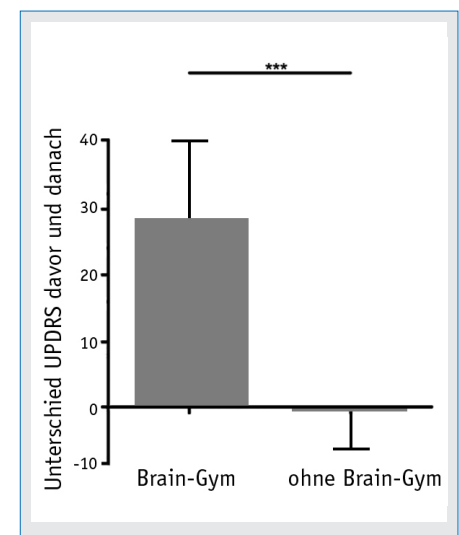 ***
Unterschied UPDRS davor und danach
40
30
20
10
0
-10
Brain-Gym
ohne Brain-Gym